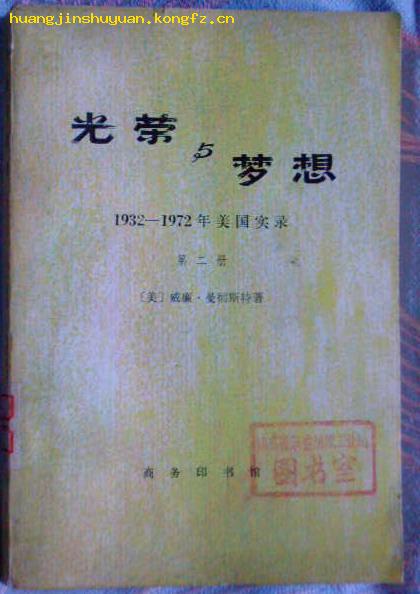 huangjinshuyuan.kongfz.cn
光荣与梦想
1932—1972年美国实录
第二册
〔美〕威廉·曼彻斯特著
图书室
商务印书馆